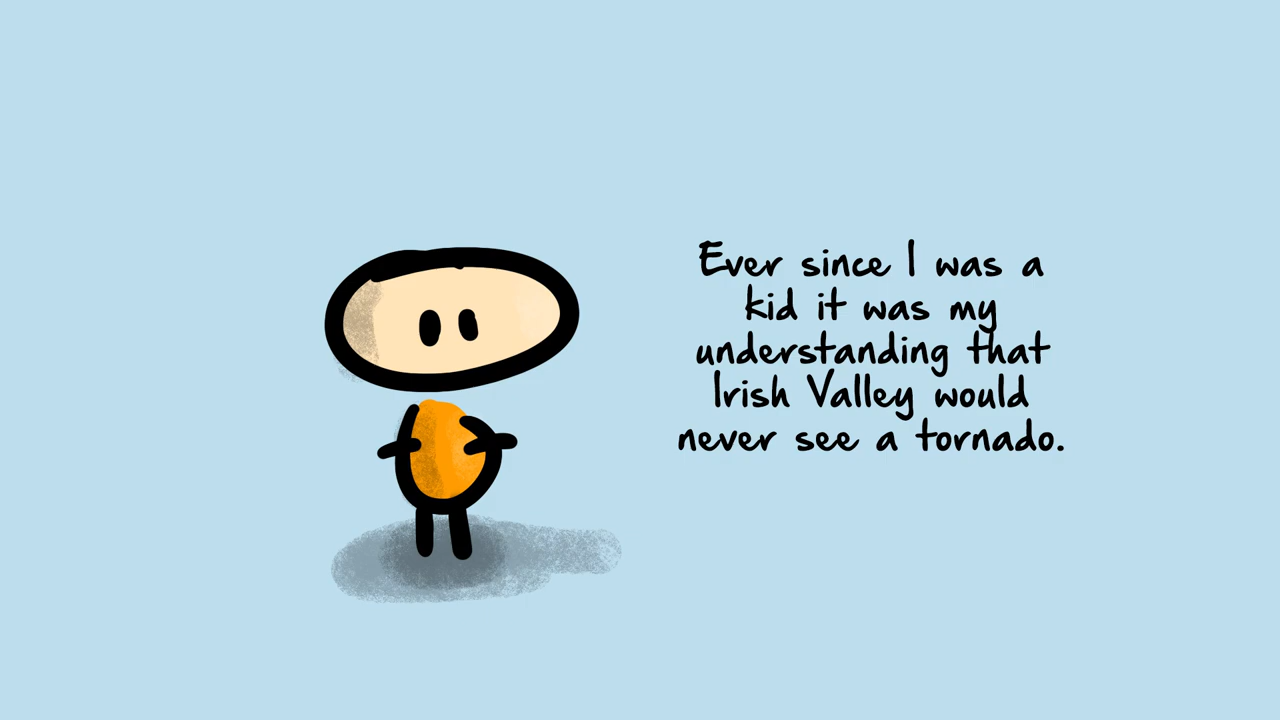 Ever since I was a
kid it was my
understanding that
Irish Valley would
never see a tornado.